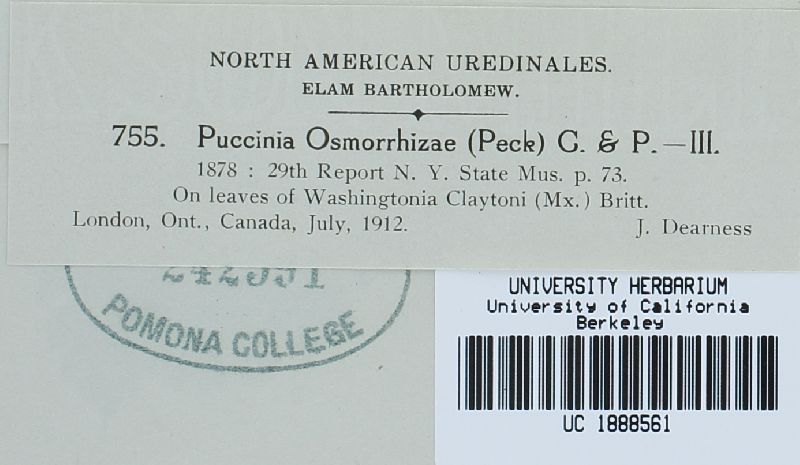 NORTH AMERICAN UREDINALES.
ELAM BARTHOLOMEW.
755. Puccinia Osmorrhizae (Peck) C. & P.—III.
1878 : 29th Report N. Y. State Mus. p. 73.
On leaves of Washingtonia Claytoni (Mx.) Britt.
London, Ont., Canada, July, 1912. J. Dearness
POMONA COLLEGE
UNIVERSITY HERBARIUM
University of California
Berkeley
UC 1888561